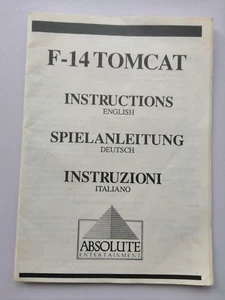 F-14 TOMCAT
INSTRUCTIONS
ENGLISH
SPIELANLEITUNG
DEUTSCH
INSTRUZIONI
ITALIANO
ABSOLUTE
ENTERTAINMENT